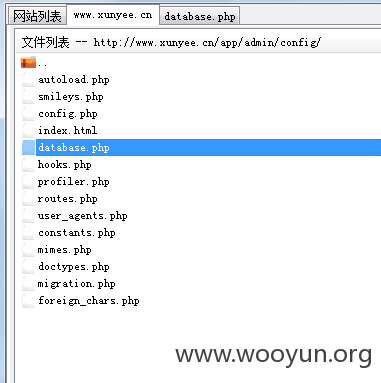 网站列表 www.xunyee.cn database.php
文件列表 -- http://www.xunyee.cn/app/admin/config/
..
autoload.php
smileys.php
config.php
index.html
database.php
hooks.php
profiler.php
routes.php
user_agents.php
constants.php
mimes.php
doctypes.php
migration.php
foreign_chars.php
www.wooyun.org